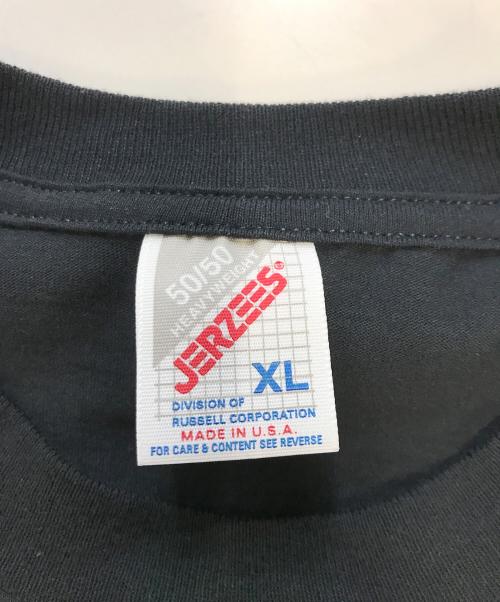 50/50
HEAVYWEIGHT
JERZEES®
XL
DIVISION OF
RUSSELL CORPORATION
MADE IN U.S.A.
FOR CARE & CONTENT SEE REVERSE